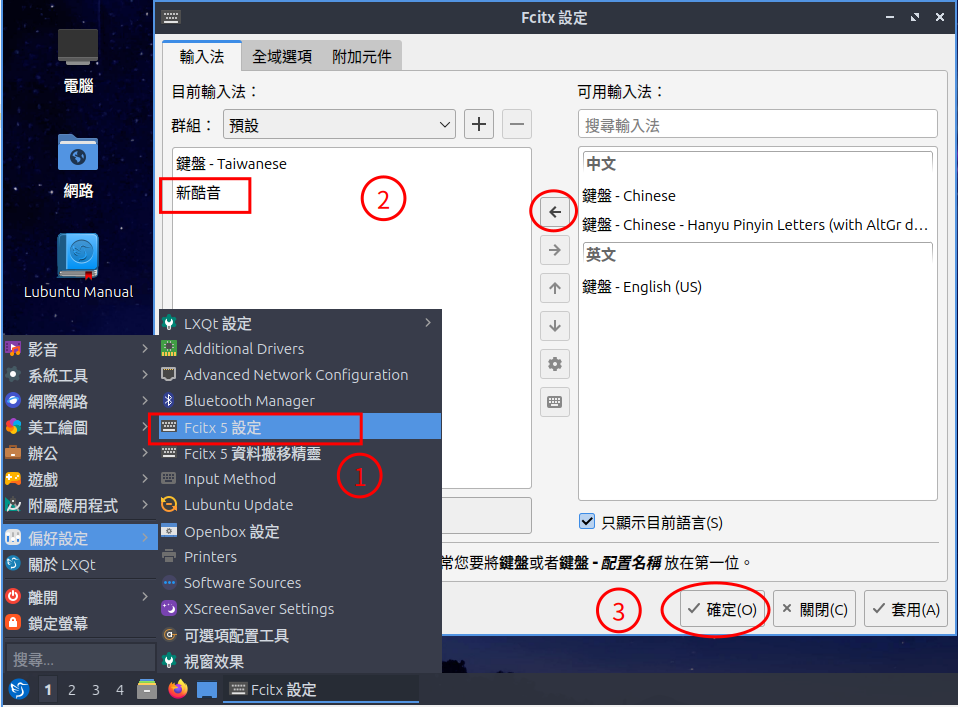 電腦
網路
Lubuntu Manual
Fcitx 設定
輸入法
全域選項
附加元件
目前輸入法：
群組：
預設
鍵盤 - Taiwanese
新酷音
2
可用輸入法：
搜尋輸入法
中文
鍵盤 - Chinese
鍵盤 - Chinese - Hanyu Pinyin Letters (with AltGr d...
英文
鍵盤 - English (US)
只顯示目前語言(S)
常您要將鍵盤或者鍵盤 - 配置名稱 放在第一位。
3
確定(O)
關閉(C)
套用(A)
影音
系統工具
網際網路
美工繪圖
辦公
遊戲
附屬應用程式
偏好設定
關於 LXQt
離開
鎖定螢幕
搜尋...
LXQt 設定
Additional Drivers
Advanced Network Configuration
Bluetooth Manager
Fcitx 5 設定
Fcitx 5 資料搬移精靈
1
Input Method
Lubuntu Update
Openbox 設定
Printers
Software Sources
XScreenSaver Settings
可選項配置工具
視窗效果
1 2 3 4
Fcitx 設定